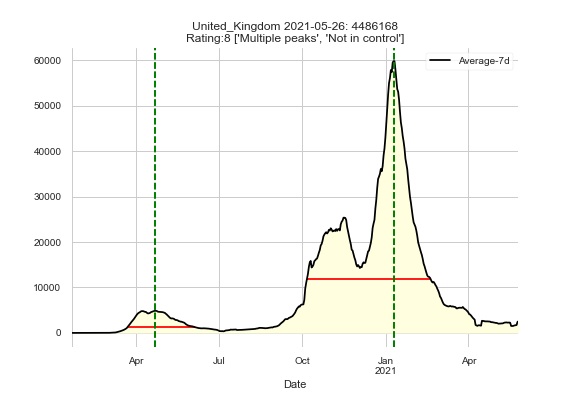 United_Kingdom 2021-05-26: 4486168
Rating:8 ['Multiple peaks', 'Not in control']
Average-7d
60000
50000
40000
30000
20000
10000
0
Apr
Jul
Oct
Jan
2021
Apr
Date